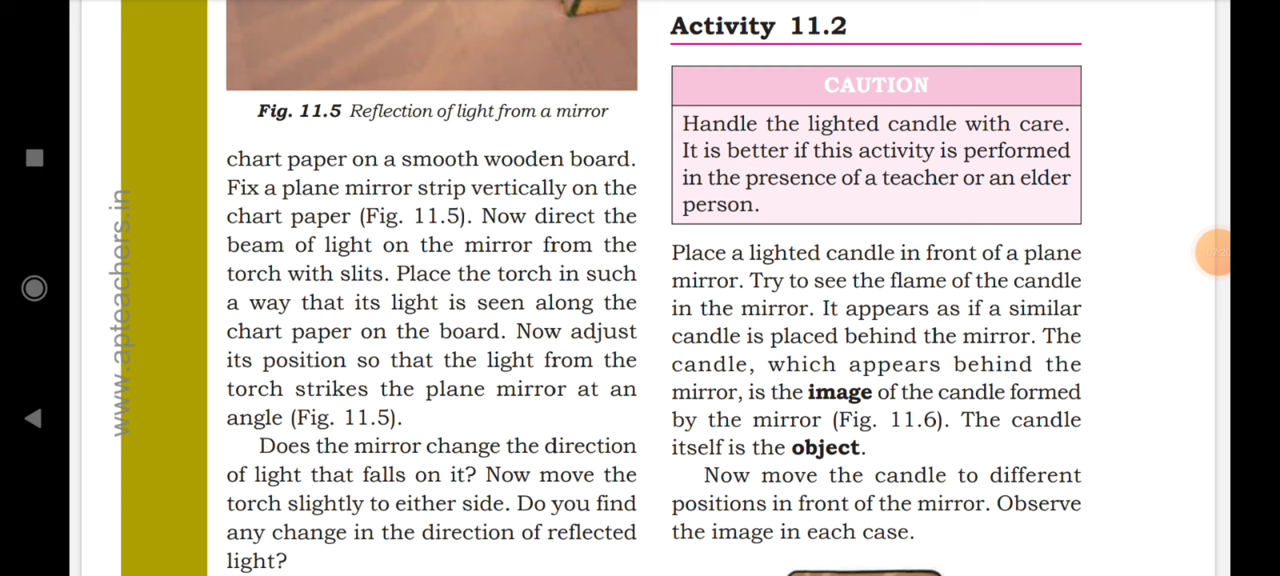 Fig. 11.5 Reflection of light from a mirror
chart paper on a smooth wooden board.
Fix a plane mirror strip vertically on the
chart paper (Fig. 11.5). Now direct the
beam of light on the mirror from the
torch with slits. Place the torch in such
a way that its light is seen along the
chart paper on the board. Now adjust
its position so that the light from the
torch strikes the plane mirror at an
angle (Fig. 11.5).
Does the mirror change the direction
of light that falls on it? Now move the
torch slightly to either side. Do you find
any change in the direction of reflected
light?
Activity 11.2
CAUTION
Handle the lighted candle with care.
It is better if this activity is performed
in the presence of a teacher or an elder
person.
Place a lighted candle in front of a plane
mirror. Try to see the flame of the candle
in the mirror. It appears as if a similar
candle is placed behind the mirror. The
candle, which appears behind the
mirror, is the image of the candle formed
by the mirror (Fig. 11.6). The candle
itself is the object.
Now move the candle to different
positions in front of the mirror. Observe
the image in each case.
www.apteachers.in